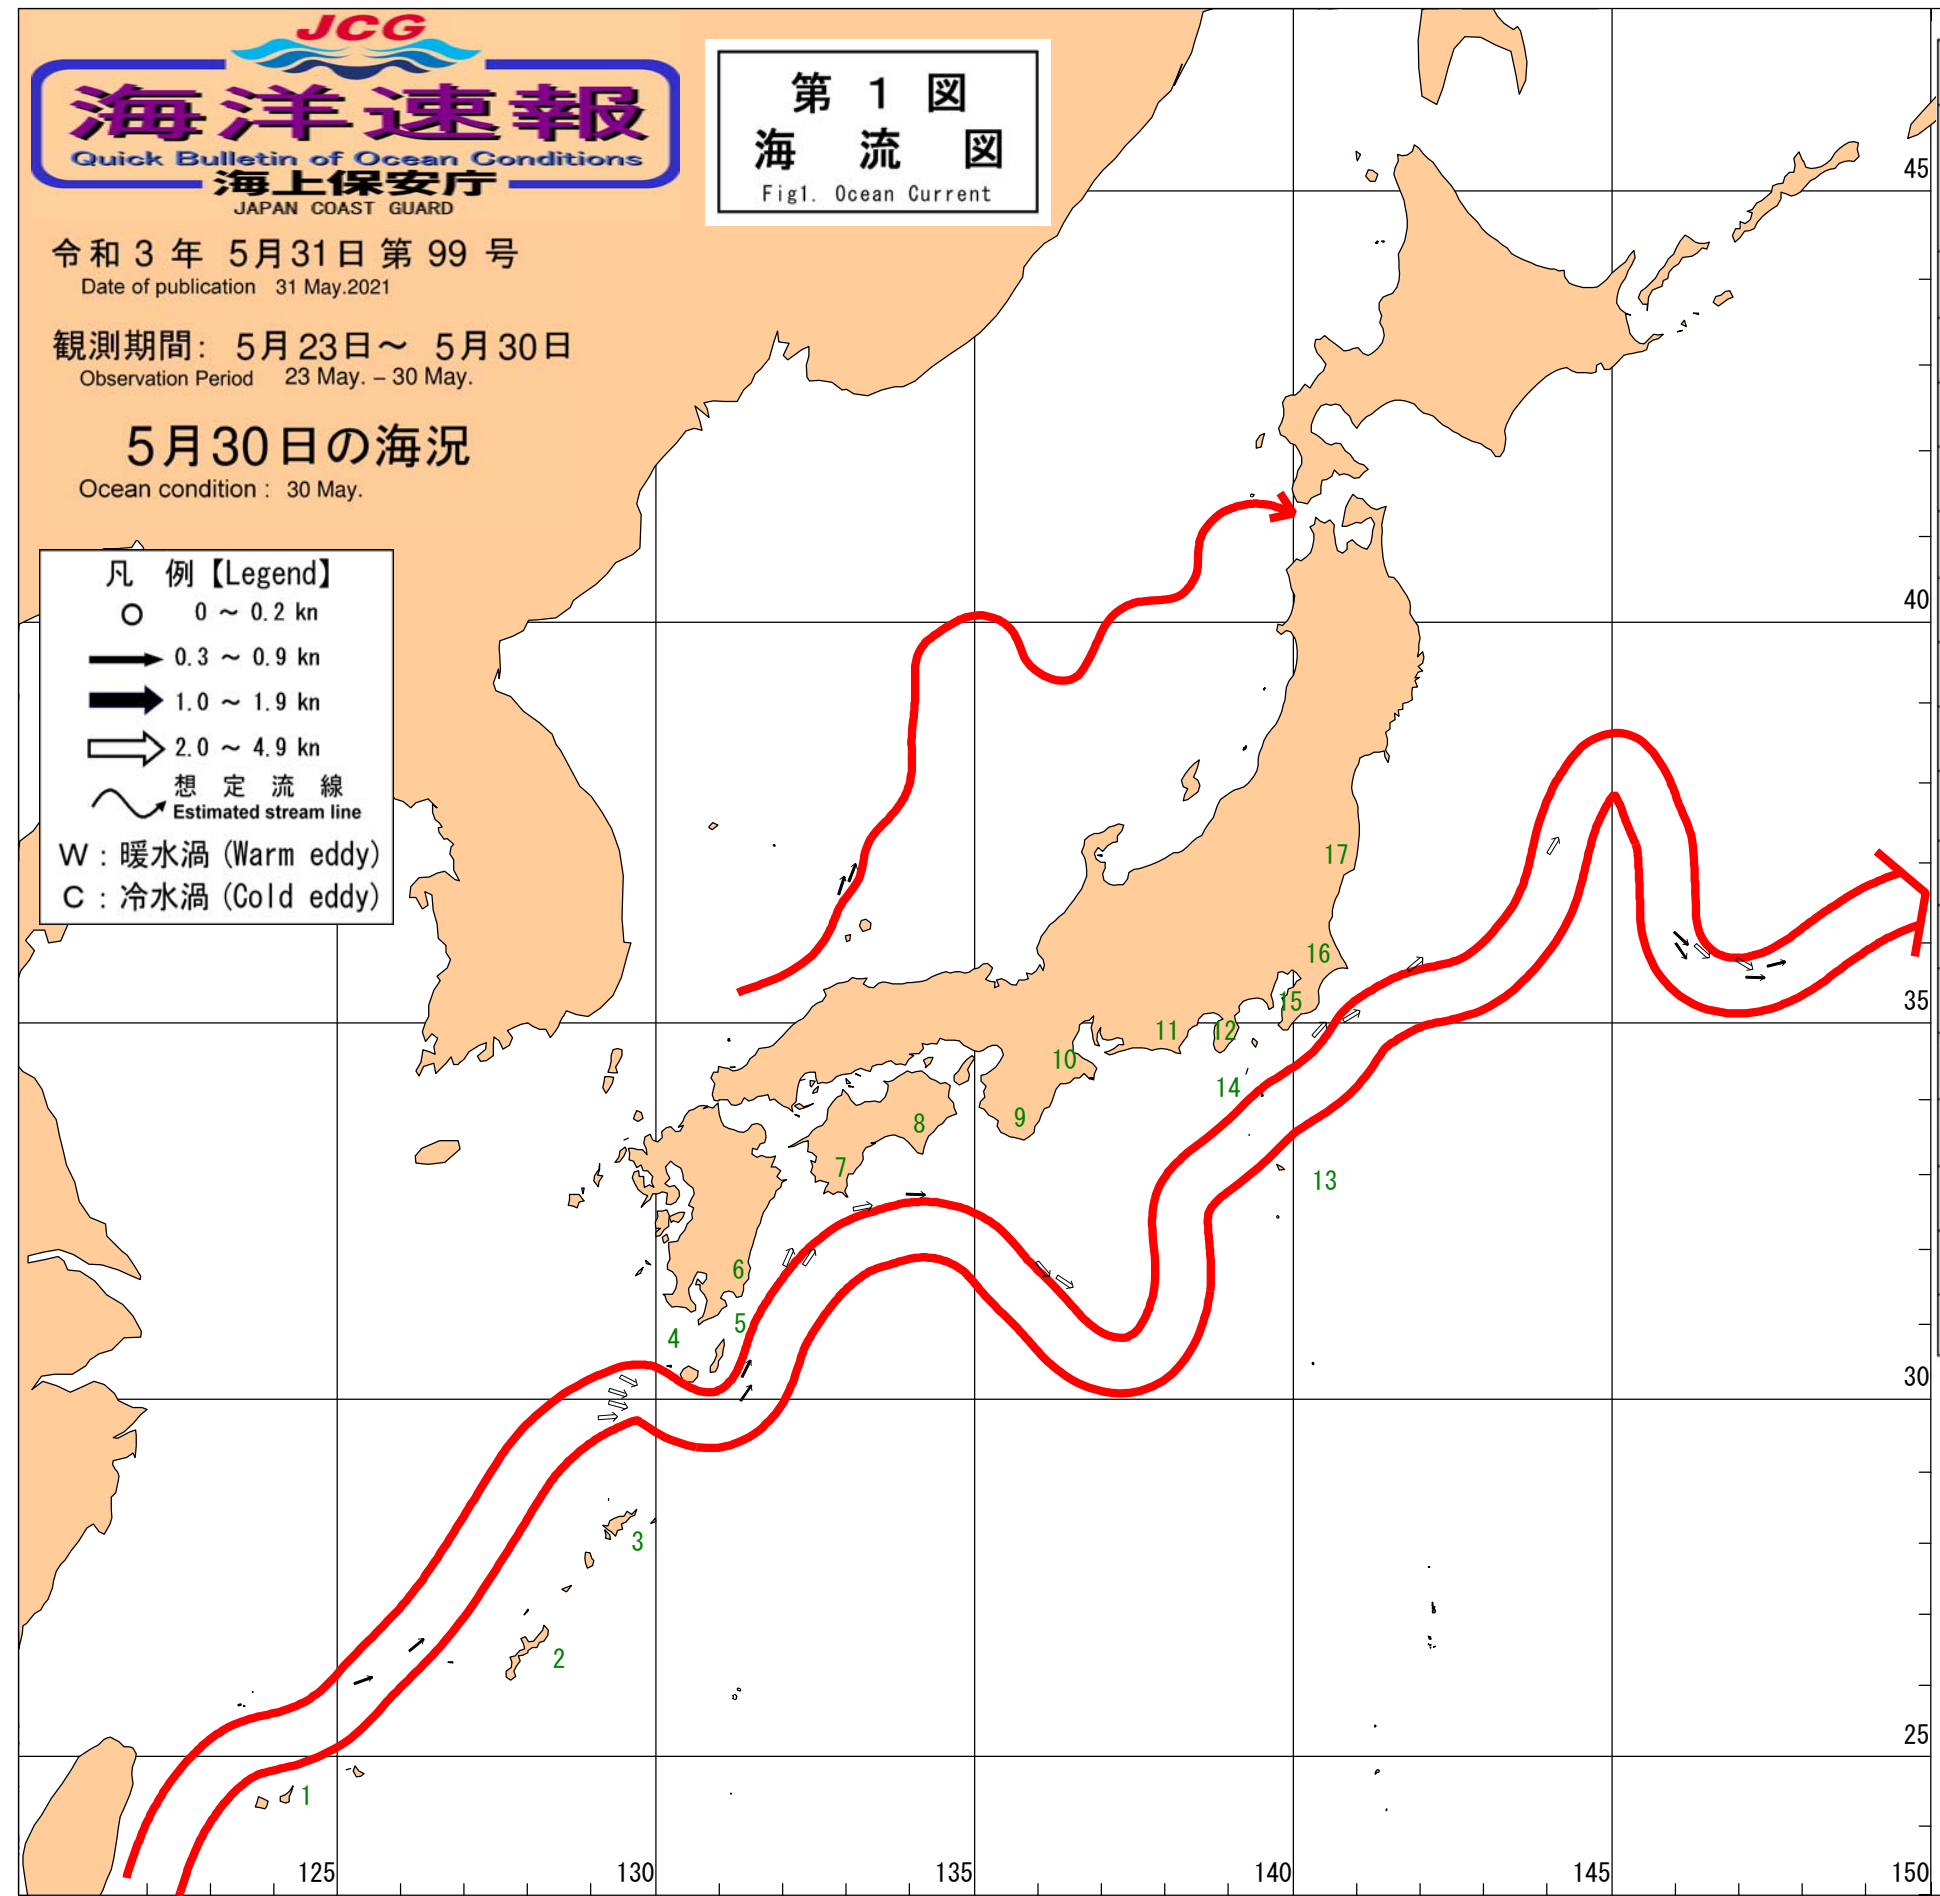 JCG
海洋速報
Quick Bulletin of Ocean Conditions
海上保安庁
JAPAN COAST GUARD
第 1 図
海 流 図
Fig1. Ocean Current
令和 3 年 5月31日 第 99 号
Date of publication 31 May.2021
観測期間: 5月23日～ 5月30日
Observation Period 23 May. – 30 May.
5月30日の海況
Ocean condition : 30 May.
凡 例【Legend】
0 ～ 0.2 kn
0.3 ～ 0.9 kn
1.0 ～ 1.9 kn
2.0 ～ 4.9 kn
想 定 流 線
Estimated stream line
W : 暖水渦 (Warm eddy)
C : 冷水渦 (Cold eddy)
45
40
17
16
35
15
11
12
10
14
9
8
7
13
6
5
4
30
3
2
25
1
125
130
135
140
145
150